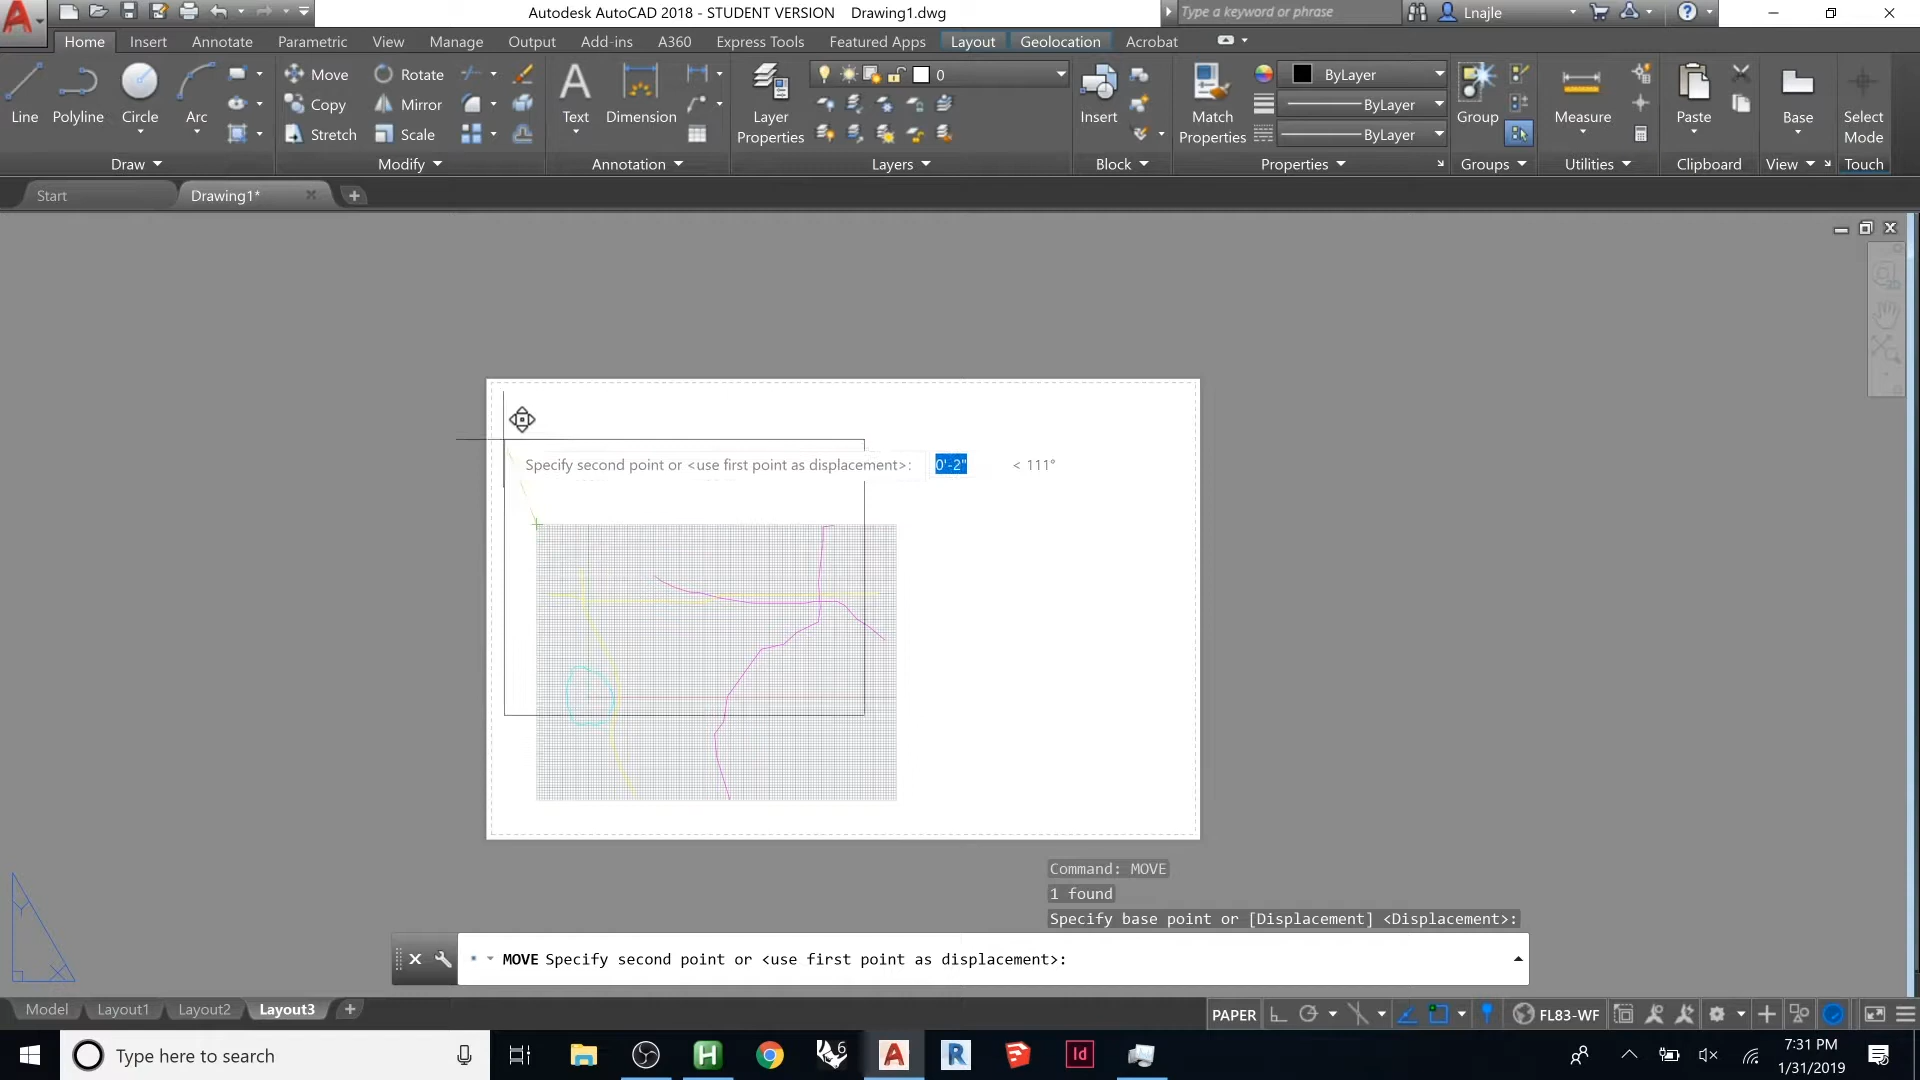 Autodesk AutoCAD 2018 - STUDENT VERSION Drawing1.dwg
Type a keyword or phrase
Lnajle
Home Insert Annotate Parametric View Manage Output Add-ins A360 Express Tools Featured Apps Layout Geolocation Acrobat
Line Polyline Circle Arc
Move Rotate
Copy Mirror
Stretch Scale
Text Dimension
Layer Properties
0
Insert
Match Properties
ByLayer
ByLayer
ByLayer
Group
Measure
Paste
Base
Select Mode
Draw Modify Annotation Layers Block Properties Groups Utilities Clipboard View Touch
Start Drawing1*
Specify second point or <use first point as displacement>: 0'-2" < 111°
Command: MOVE
1 found
Specify base point or [Displacement] <Displacement>:
MOVE Specify second point or <use first point as displacement>:
Y
X
Model Layout1 Layout2 Layout3
PAPER
FL83-WF
Type here to search
H
6
A
R
Id
7:31 PM
1/31/2019